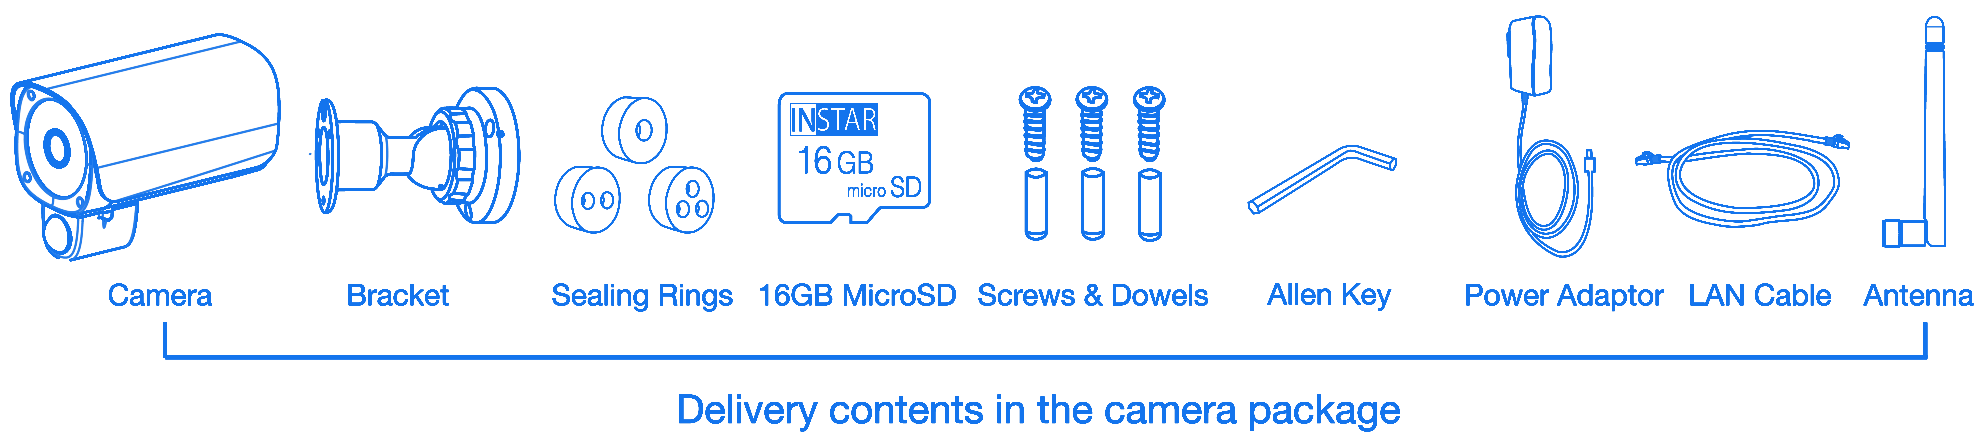 INSTAR
16 GB
micro SD
Camera
Bracket
Sealing Rings
16GB MicroSD
Screws & Dowels
Allen Key
Power Adaptor
LAN Cable
Antenna
Delivery contents in the camera package